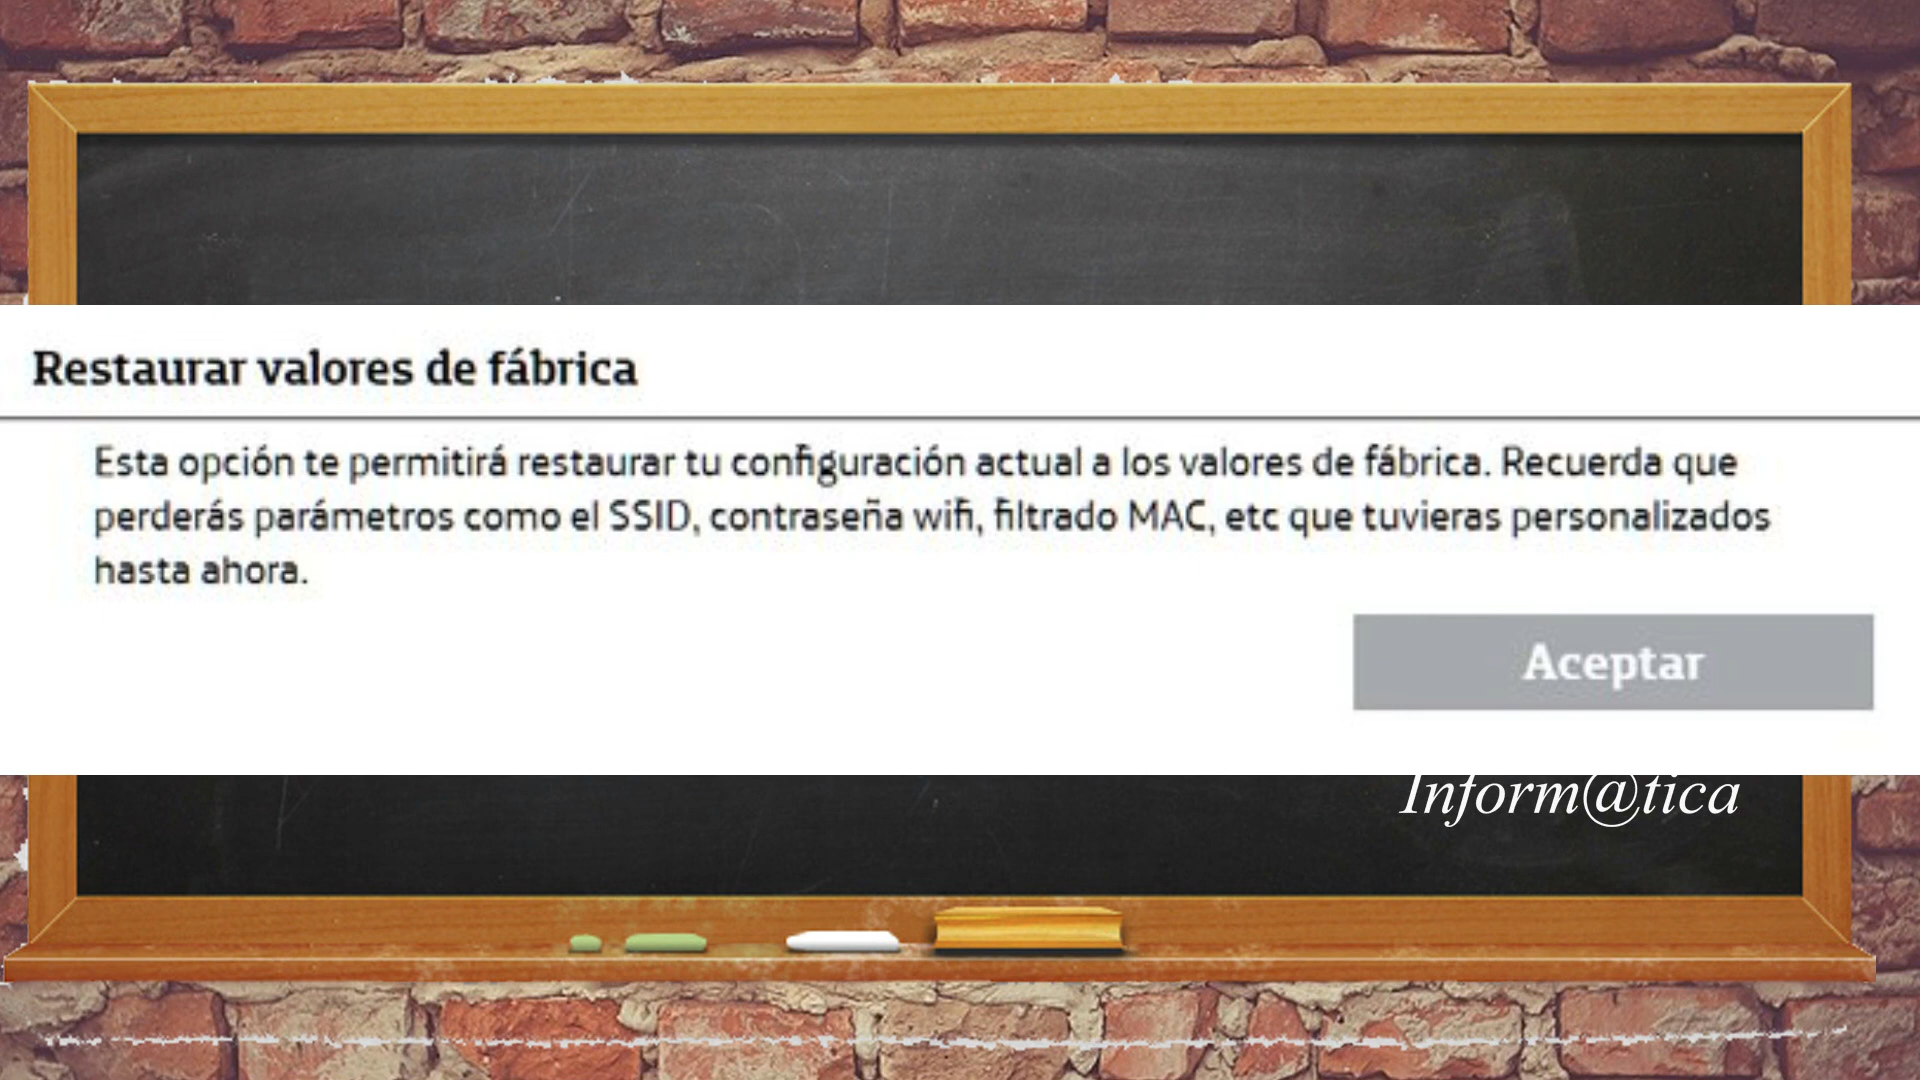 Restaurar valores de fábrica
Esta opción te permitirá restaurar tu configuración actual a los valores de fábrica. Recuerda que
perderás parámetros como el SSID, contraseña wifi, filtrado MAC, etc que tuvieras personalizados
hasta ahora.
Aceptar
Inform@tica